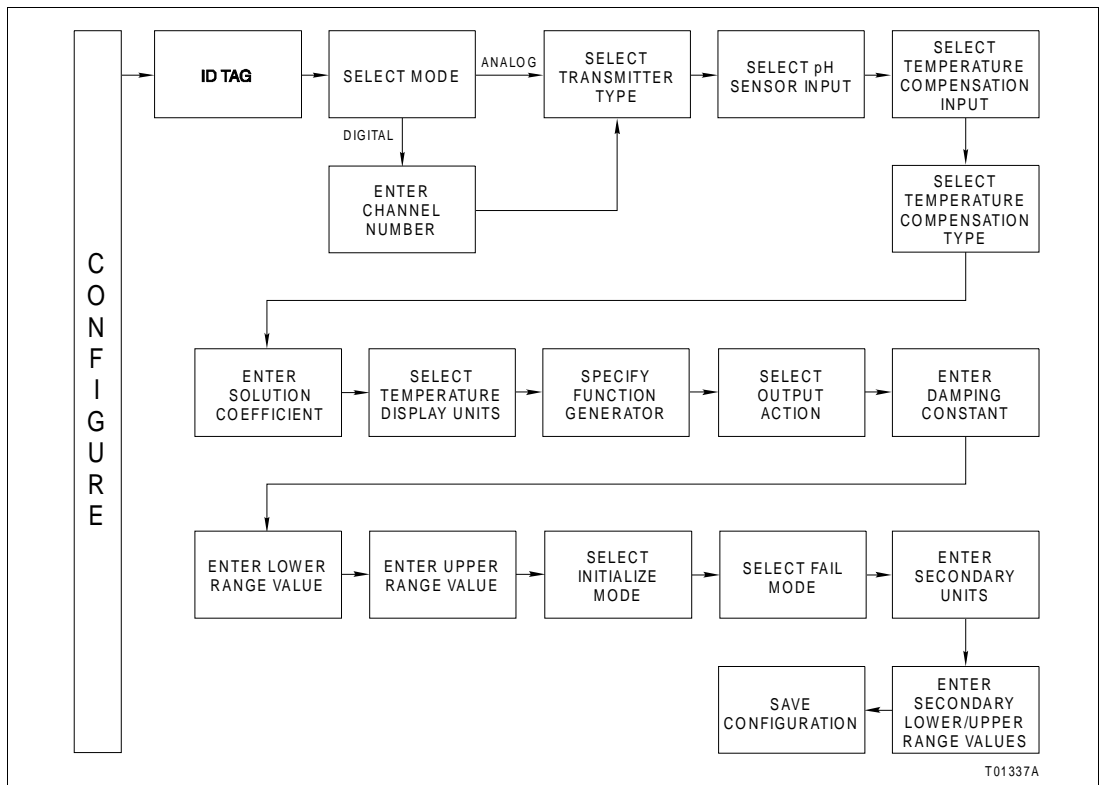 CONFIGURE
ID TAG
SELECT MODE
ANALOG
SELECT
TRANSMITTER
TYPE
SELECT pH
SENSOR INPUT
SELECT
TEMPERATURE
COMPENSATION
INPUT
DIGITAL
ENTER
CHANNEL
NUMBER
SELECT
TEMPERATURE
COMPENSATION
TYPE
ENTER
SOLUTION
COEFFICIENT
SELECT
TEMPERATURE
DISPLAY UNITS
SPECIFY
FUNCTION
GENERATOR
SELECT
OUTPUT
ACTION
ENTER
DAMPING
CONSTANT
ENTER LOWER
RANGE VALUE
ENTER UPPER
RANGE VALUE
SELECT
INITIALIZE
MODE
SELECT FAIL
MODE
ENTER
SECONDARY
UNITS
SAVE
CONFIGURATION
ENTER
SECONDARY
LOWER/UPPER
RANGE VALUES
T01337A